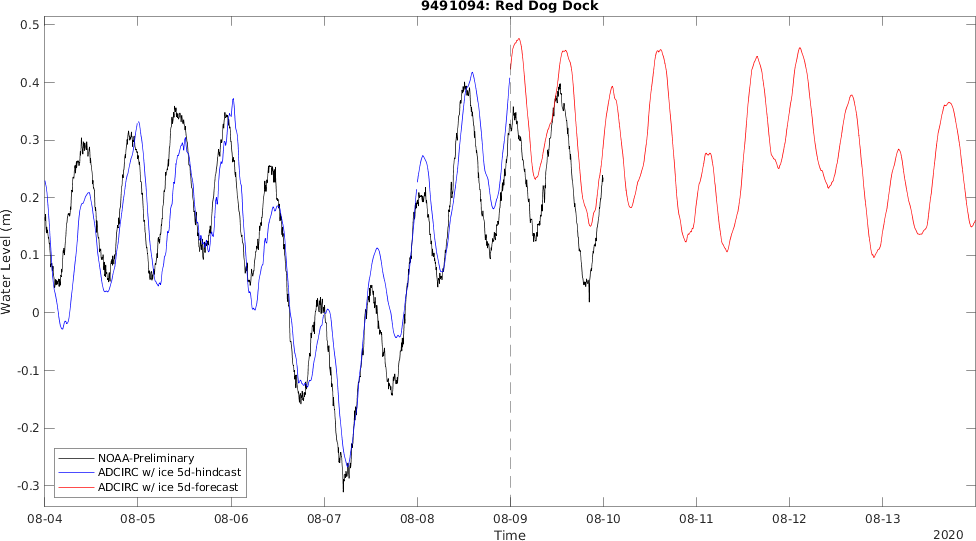 9491094: Red Dog Dock
0.5
0.4
0.3
0.2
0.1
0
-0.1
-0.2
-0.3
Water Level (m)
NOAA-Preliminary
ADCIRC w/ ice 5d-hindcast
ADCIRC w/ ice 5d-forecast
08-04 08-05 08-06 08-07 08-08 08-09 08-10 08-11 08-12 08-13
Time
2020